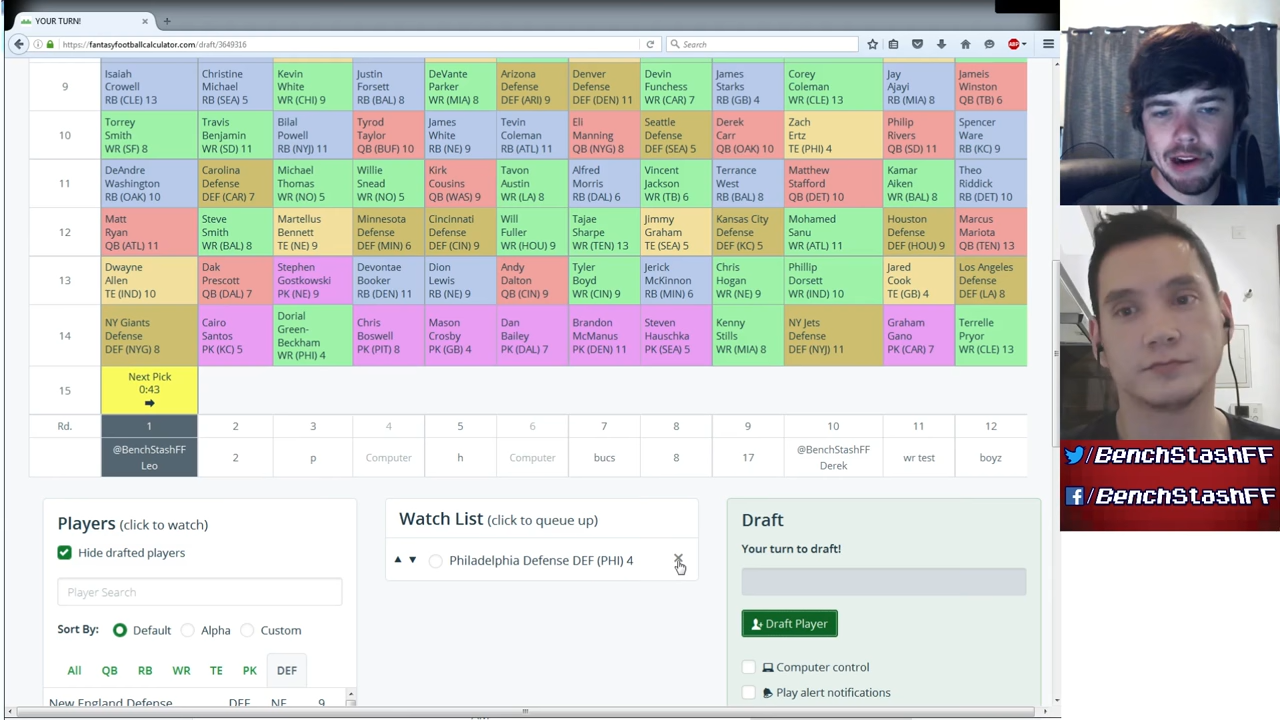 YOUR TURN!
https://fantasyfootballcalculator.com/draft/3649316
Search
ABP
9
Isaiah
Crowell
RB (CLE) 13
Christine
Michael
RB (SEA) 5
Kevin
White
WR (CHI) 9
Justin
Forsett
RB (BAL) 8
DeVante
Parker
WR (MIA) 8
Arizona
Defense
DEF (ARI) 9
Denver
Defense
DEF (DEN) 11
Devin
Funchess
WR (CAR) 7
James
Starks
RB (GB) 4
Corey
Coleman
WR (CLE) 13
Jay
Ajayi
RB (MIA) 8
Jameis
Winston
QB (TB) 6
10
Torrey
Smith
WR (SF) 8
Travis
Benjamin
WR (SD) 11
Bilal
Powell
RB (NYJ) 11
Tyrod
Taylor
QB (BUF) 10
James
White
RB (NE) 9
Tevin
Coleman
RB (ATL) 11
Eli
Manning
QB (NYG) 8
Seattle
Defense
DEF (SEA) 5
Derek
Carr
QB (OAK) 10
Zach
Ertz
TE (PHI) 4
Philip
Rivers
QB (SD) 11
Spencer
Ware
RB (KC) 9
11
DeAndre
Washington
RB (OAK) 10
Carolina
Defense
DEF (CAR) 7
Michael
Thomas
WR (NO) 5
Willie
Snead
WR (NO) 5
Kirk
Cousins
QB (WAS) 9
Tavon
Austin
WR (LA) 8
Alfred
Morris
RB (DAL) 6
Vincent
Jackson
WR (TB) 6
Terrance
West
RB (BAL) 8
Matthew
Stafford
QB (DET) 10
Kamar
Aiken
WR (BAL) 8
Theo
Riddick
RB (DET) 10
12
Matt
Ryan
QB (ATL) 11
Steve
Smith
WR (BAL) 8
Martellus
Bennett
TE (NE) 9
Minnesota
Defense
DEF (MIN) 6
Cincinnati
Defense
DEF (CIN) 9
Will
Fuller
WR (HOU) 9
Tajae
Sharpe
WR (TEN) 13
Jimmy
Graham
TE (SEA) 5
Kansas City
Defense
DEF (KC) 5
Mohamed
Sanu
WR (ATL) 11
Houston
Defense
DEF (HOU) 9
Marcus
Mariota
QB (TEN) 13
13
Dwayne
Allen
TE (IND) 10
Dak
Prescott
QB (DAL) 7
Stephen
Gostkowski
PK (NE) 9
Devontae
Booker
RB (DEN) 11
Dion
Lewis
RB (NE) 9
Andy
Dalton
QB (CIN) 9
Tyler
Boyd
WR (CIN) 9
Jerick
McKinnon
RB (MIN) 6
Chris
Hogan
WR (NE) 9
Phillip
Dorsett
WR (IND) 10
Jared
Cook
TE (GB) 4
Los Angeles
Defense
DEF (LA) 8
14
NY Giants
Defense
DEF (NYG) 8
Cairo
Santos
PK (KC) 5
Dorial
Green-
Beckham
WR (PHI) 4
Chris
Boswell
PK (PIT) 8
Mason
Crosby
PK (GB) 4
Dan
Bailey
PK (DAL) 7
Brandon
McManus
PK (DEN) 11
Steven
Hauschka
PK (SEA) 5
Kenny
Stills
WR (MIA) 8
NY Jets
Defense
DEF (NYJ) 11
Graham
Gano
PK (CAR) 7
Terrelle
Pryor
WR (CLE) 13
15
Next Pick
0:43
Rd. 1 2 3 4 5 6 7 8 9 10 11 12
@BenchStashFF
Leo
2
p
Computer
h
Computer
bucs
8
17
@BenchStashFF
Derek
wr test
boyz
/BenchStashFF
/BenchStashFF
Players (click to watch)
Hide drafted players
Player Search
Sort By: Default Alpha Custom
All QB RB WR TE PK DEF
New England Defense DEF NE 9
Watch List (click to queue up)
Philadelphia Defense DEF (PHI) 4
Draft
Your turn to draft!
Draft Player
Computer control
Play alert notifications